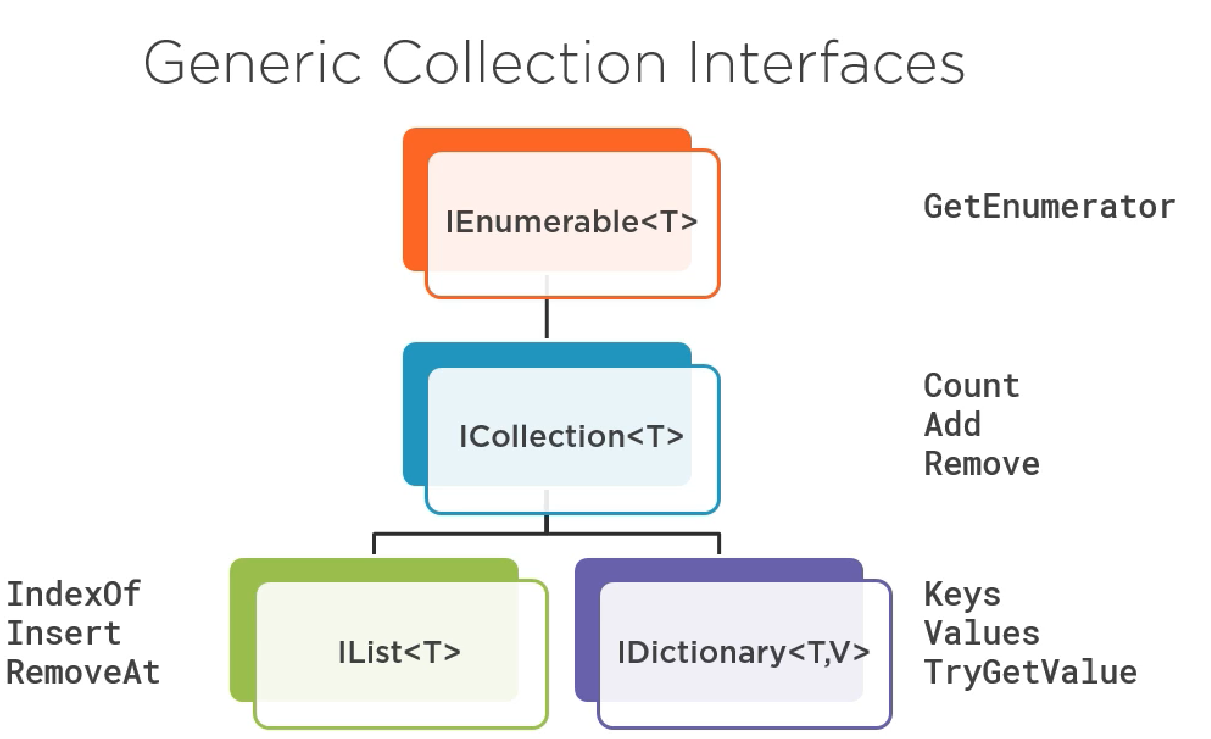 Generic Collection Interfaces
IEnumerable<T>
GetEnumerator
ICollection<T>
Count
Add
Remove
IndexOf
Insert
RemoveAt
IList<T>
IDictionary<T,V>
Keys
Values
TryGetValue